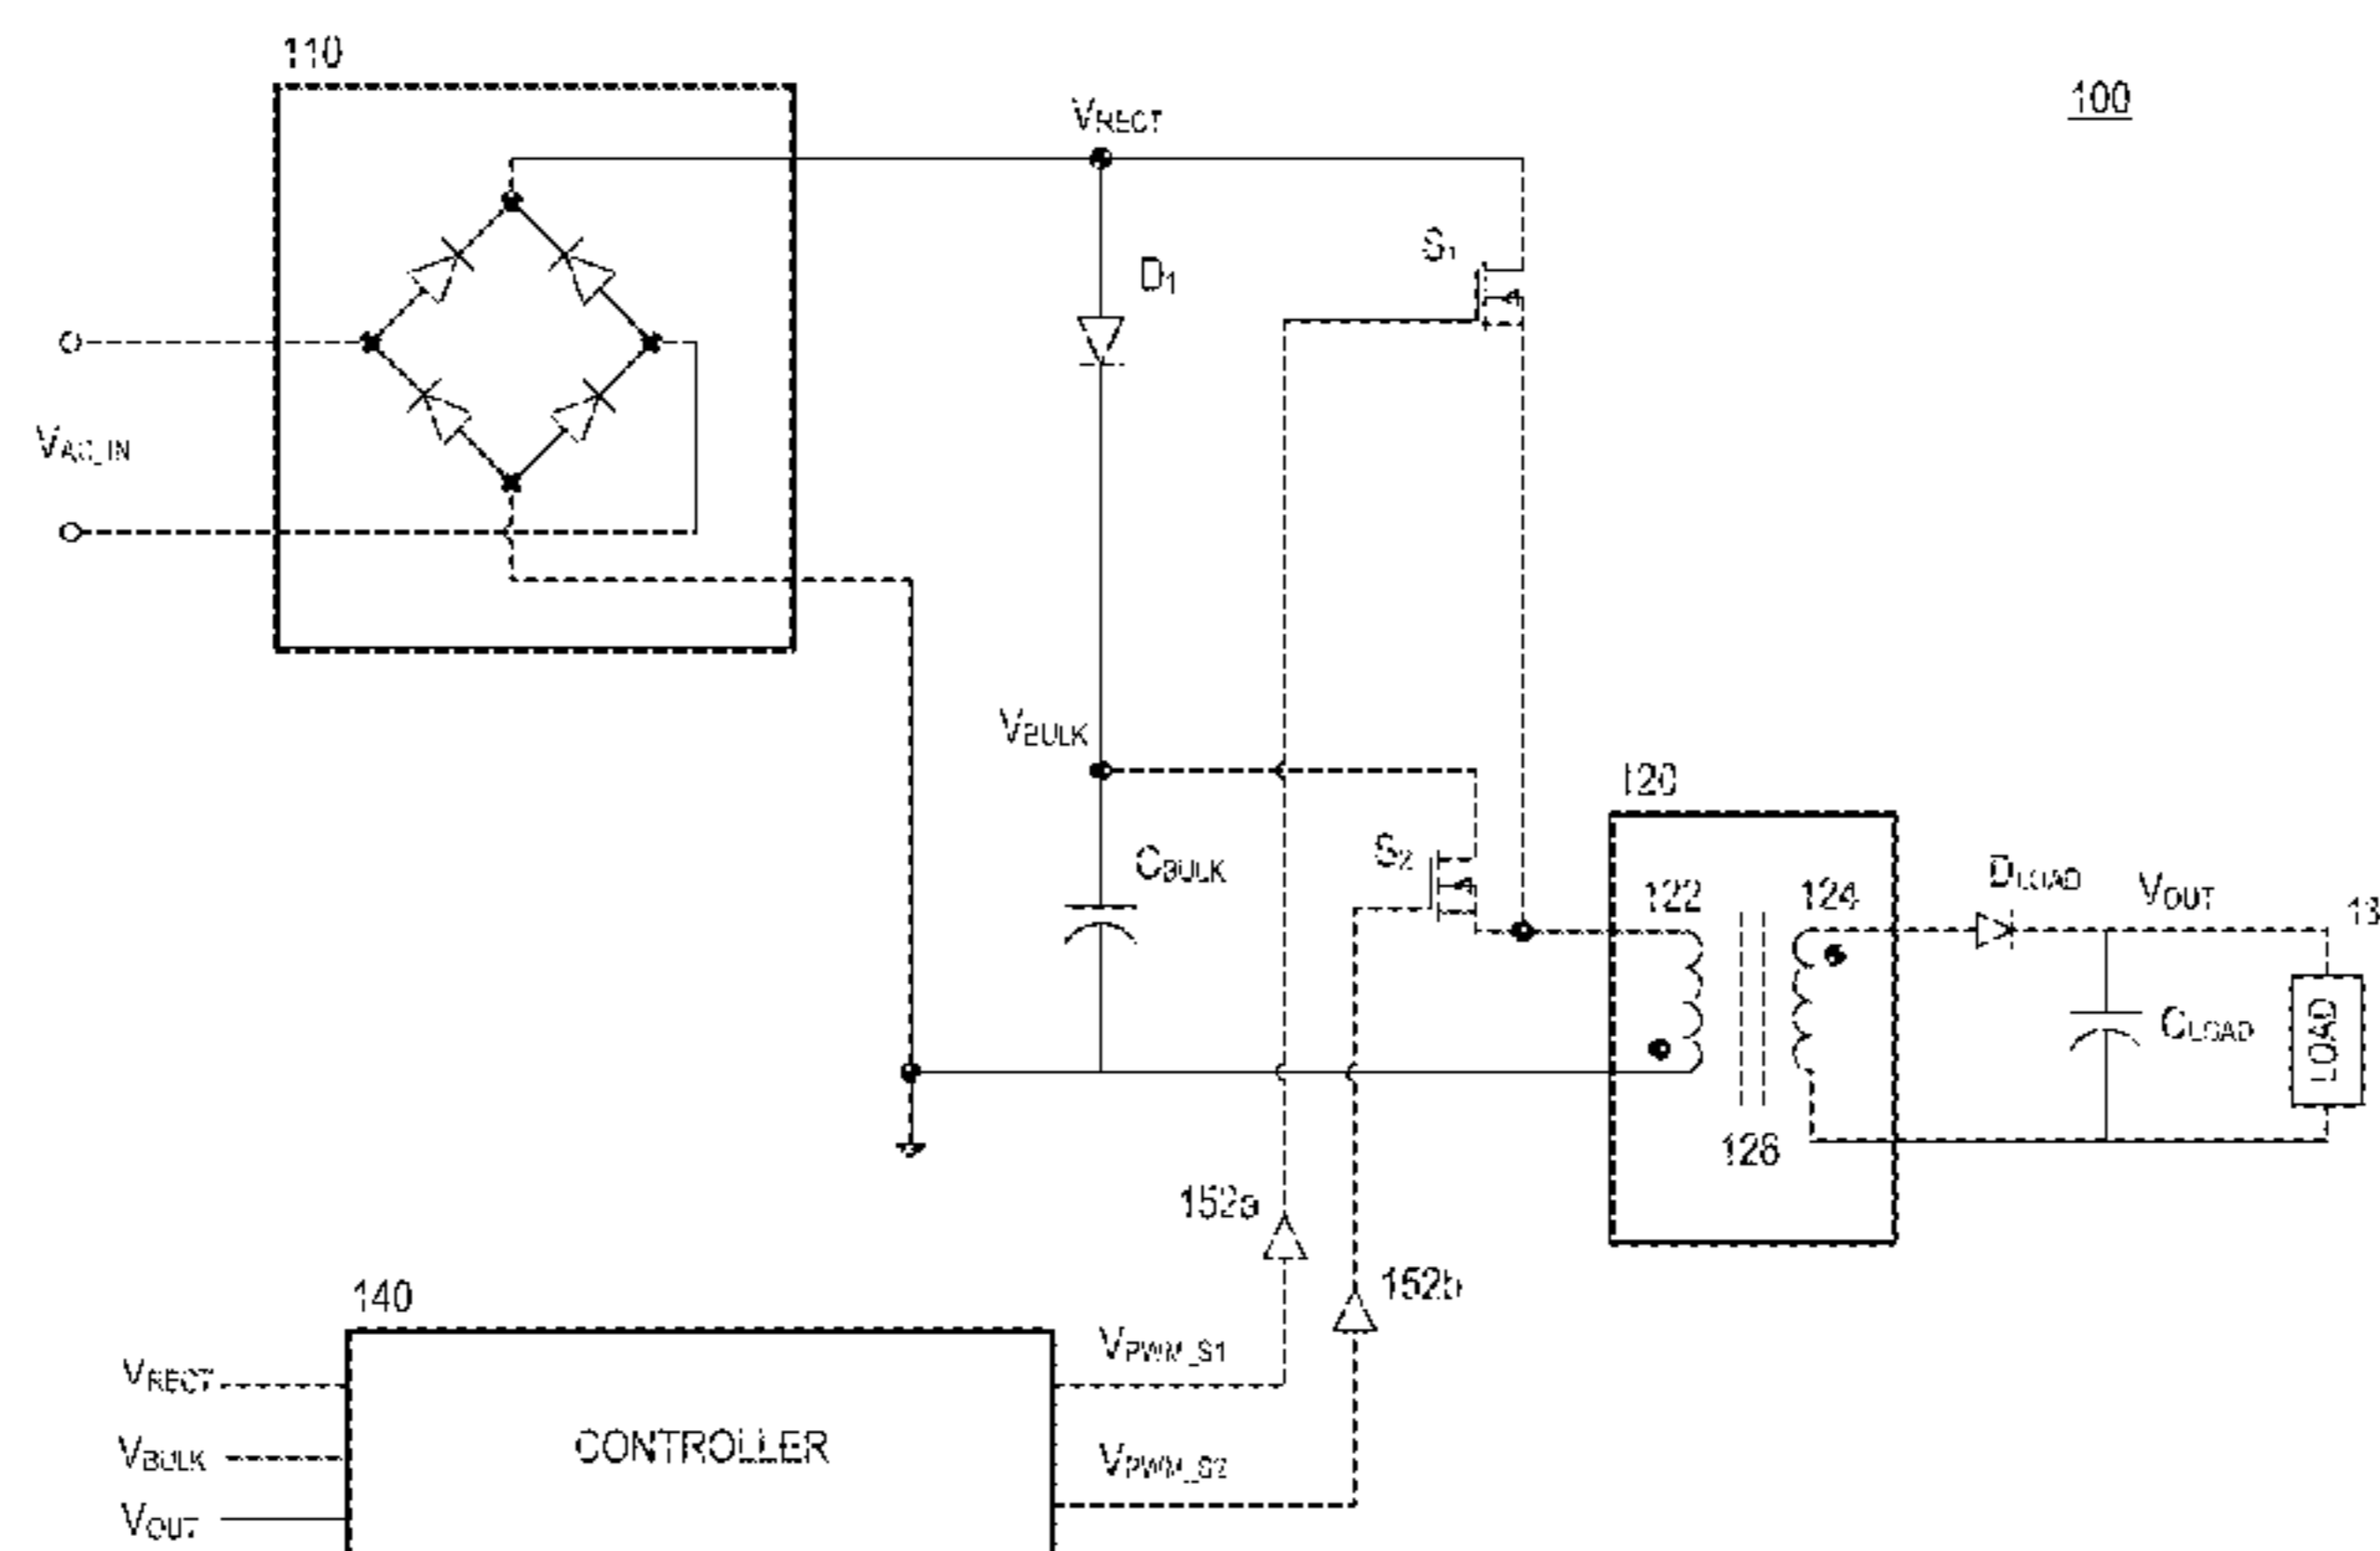 110
100
VRECT
S1
D1
VAC_IN
VBULK
120
S2
CBULK
122
124
DLOAD
VOUT
13
CLOAD
LOAD
126
152a
152b
140
VPWM_S1
VRECT
CONTROLLER
VBULK
VPWM_S2
VOUT